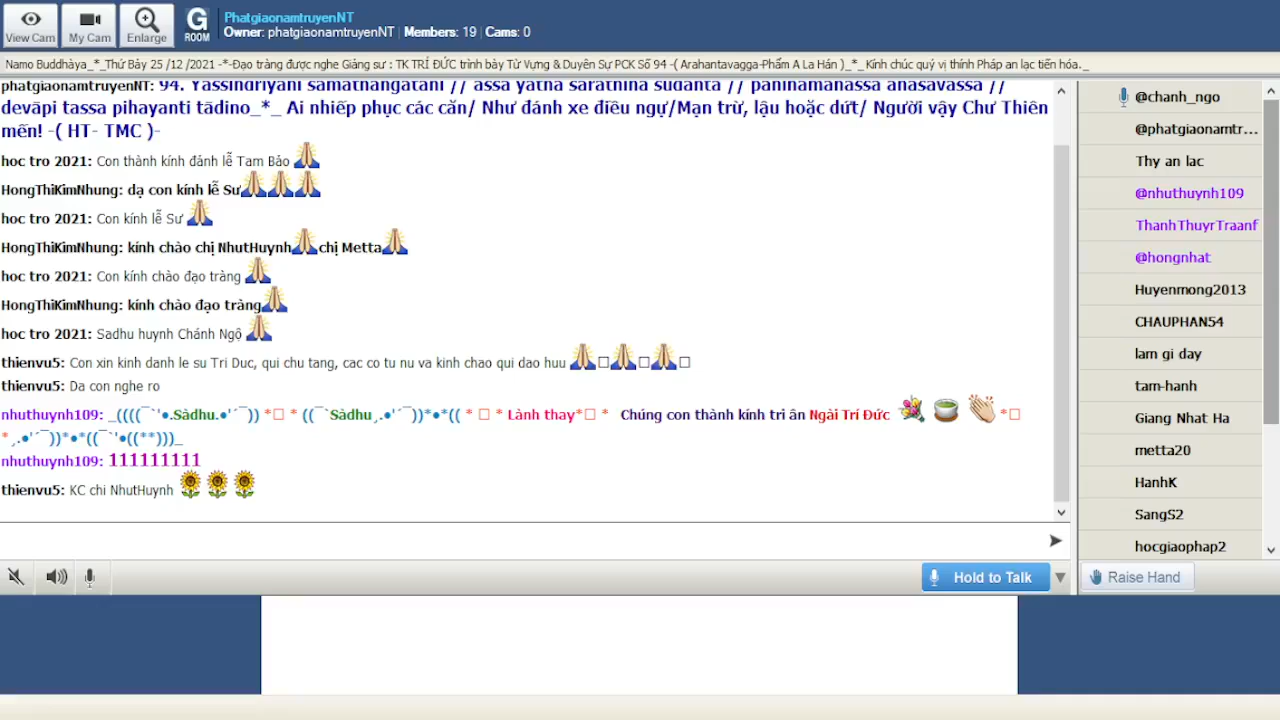 View Cam
My Cam
Enlarge
G
ROOM
PhatgiaonamtruyenNT
Owner: phatgiaonamtruyenNT | Members: 19 | Cams: 0
Namo Buddhàya_*_Thứ Bảy 25 /12 /2021 -*-Đạo tràng được nghe Giảng sư : TK TRÍ ĐỨC trình bày Từ Vựng & Duyên Sự PCK Số 94 -( Arahantavagga-Phẩm A La Hán )_*_Kính chúc quý vị thính Pháp an lạc tiến hóa._
phatgiaonamtruyenNT: 94. Yassindriyāni samathaṅgatāni // assā yathā sārathinā sudantā // pahīnamānassa anāsavassa //
devāpi tassa pihayanti tādino_*_ Ai nhiếp phục các căn/ Như đánh xe điều ngự/Mạn trừ, lậu hoặc dứt/ Người vậy Chư Thiên
mến! -( HT- TMC )-
hoc tro 2021: Con thành kính đảnh lễ Tam Bảo
HongThiKimNhung: dạ con kính lễ Sư
hoc tro 2021: Con kính lễ Sư
HongThiKimNhung: kính chào chị NhutHuynh chị Metta
hoc tro 2021: Con kính chào đạo tràng
HongThiKimNhung: kính chào đạo tràng
hoc tro 2021: Sadhu huynh Chánh Ngộ
thienvu5: Con xin kinh danh le su Tri Duc, qui chu tang, cac co tu nu va kinh chao qui dao huu
thienvu5: Da con nghe ro
nhuthuynh109: _((((¯`'•.Sàdhu.•'´¯)) *□ * ((¯`Sādhu¸.•'´¯))*•*(( * □ * Lành thay*□ * Chúng con thành kính tri ân Ngài Trí Đức *□
*¸.•'´¯))*•*((¯`'•((**)))_
nhuthuynh109: 111111111
thienvu5: KC chi NhutHuynh
Hold to Talk
@chanh_ngo
@phatgiaonamtr...
Thy an lac
@nhuthuynh109
ThanhThuyrTraanf
@hongnhat
Huyenmong2013
CHAUPHAN54
lam gi day
tam-hanh
Giang Nhat Ha
metta20
HanhK
SangS2
hocgiaophap2
Raise Hand